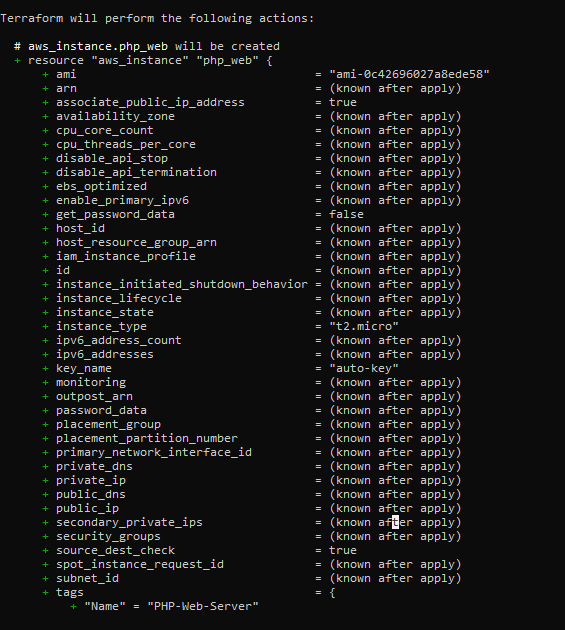 Terraform will perform the following actions:
# aws_instance.php_web will be created
+ resource "aws_instance" "php_web" {
+ ami = "ami-0c42696027a8ede58"
+ arn = (known after apply)
+ associate_public_ip_address = true
+ availability_zone = (known after apply)
+ cpu_core_count = (known after apply)
+ cpu_threads_per_core = (known after apply)
+ disable_api_stop = (known after apply)
+ disable_api_termination = (known after apply)
+ ebs_optimized = (known after apply)
+ enable_primary_ipv6 = (known after apply)
+ get_password_data = false
+ host_id = (known after apply)
+ host_resource_group_arn = (known after apply)
+ iam_instance_profile = (known after apply)
+ id = (known after apply)
+ instance_initiated_shutdown_behavior = (known after apply)
+ instance_lifecycle = (known after apply)
+ instance_state = (known after apply)
+ instance_type = "t2.micro"
+ ipv6_address_count = (known after apply)
+ ipv6_addresses = (known after apply)
+ key_name = "auto-key"
+ monitoring = (known after apply)
+ outpost_arn = (known after apply)
+ password_data = (known after apply)
+ placement_group = (known after apply)
+ placement_partition_number = (known after apply)
+ primary_network_interface_id = (known after apply)
+ private_dns = (known after apply)
+ private_ip = (known after apply)
+ public_dns = (known after apply)
+ public_ip = (known after apply)
+ secondary_private_ips = (known after apply)
+ security_groups = (known after apply)
+ source_dest_check = true
+ spot_instance_request_id = (known after apply)
+ subnet_id = (known after apply)
+ tags = {
+ "Name" = "PHP-Web-Server"